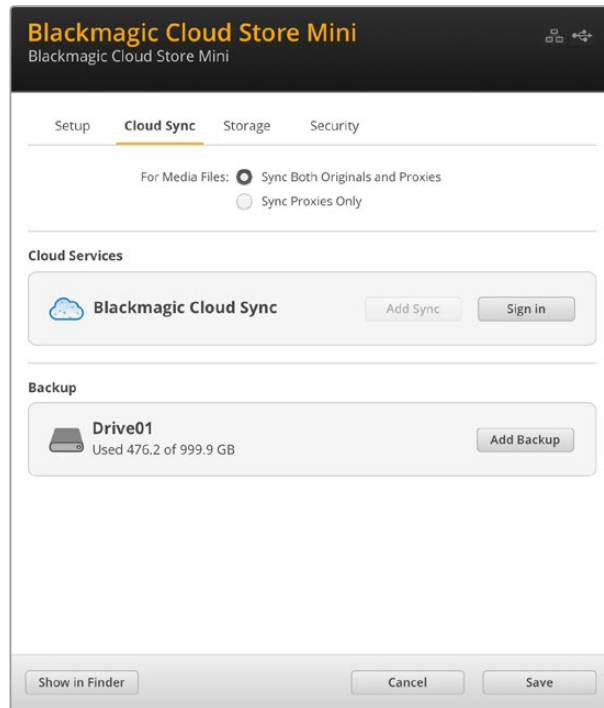 Blackmagic Cloud Store Mini
Blackmagic Cloud Store Mini
Setup Cloud Sync Storage Security
For Media Files: Sync Both Originals and Proxies
Sync Proxies Only
Cloud Services
Blackmagic Cloud Sync Add Sync Sign in
Backup
Drive01
Used 476.2 of 999.9 GB
Add Backup
Show in Finder Cancel Save